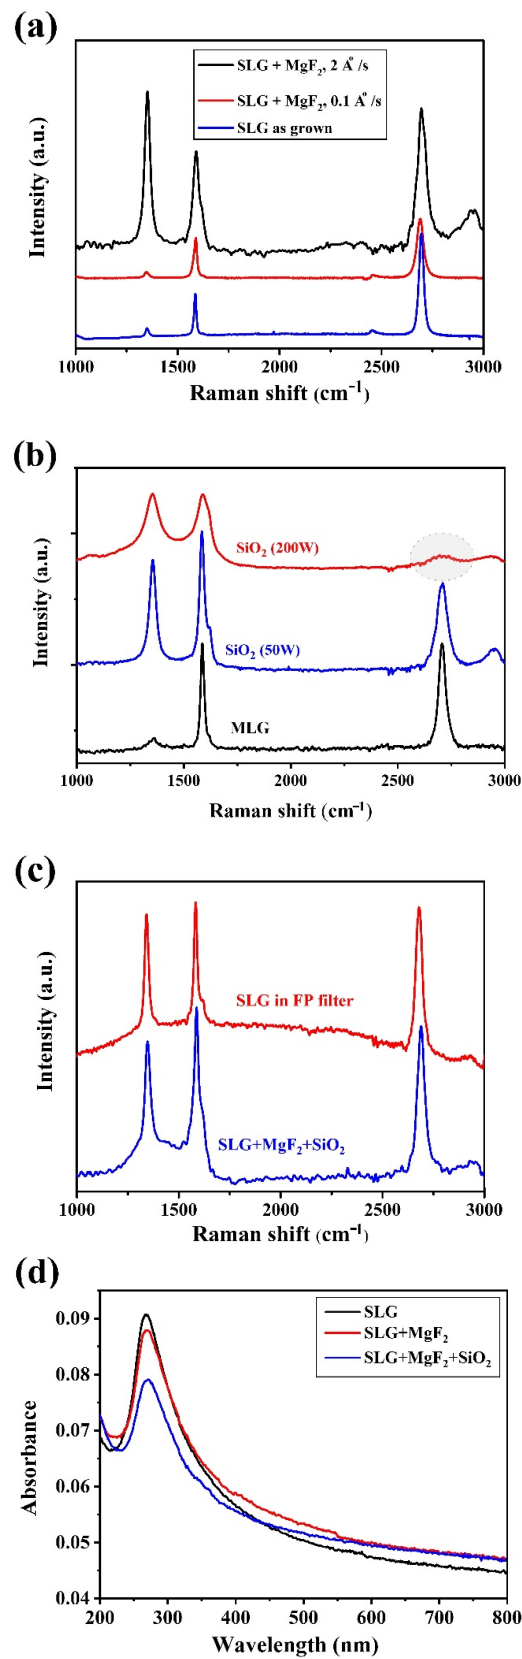 (a)
SLG + MgF₂, 2 A°/s
SLG + MgF₂, 0.1 A°/s
SLG as grown
Intensity (a.u.)
1000 1500 2000 2500 3000
Raman shift (cm⁻¹)
(b)
SiO₂ (200W)
SiO₂ (50W)
MLG
Intensity (a.u.)
1000 1500 2000 2500 3000
Raman shift (cm⁻¹)
(c)
SLG in FP filter
SLG+MgF₂+SiO₂
Intensity (a.u.)
1000 1500 2000 2500 3000
Raman shift (cm⁻¹)
(d)
SLG
SLG+MgF₂
SLG+MgF₂+SiO₂
Absorbance
0.09
0.08
0.07
0.06
0.05
0.04
200 300 400 500 600 700 800
Wavelength (nm)